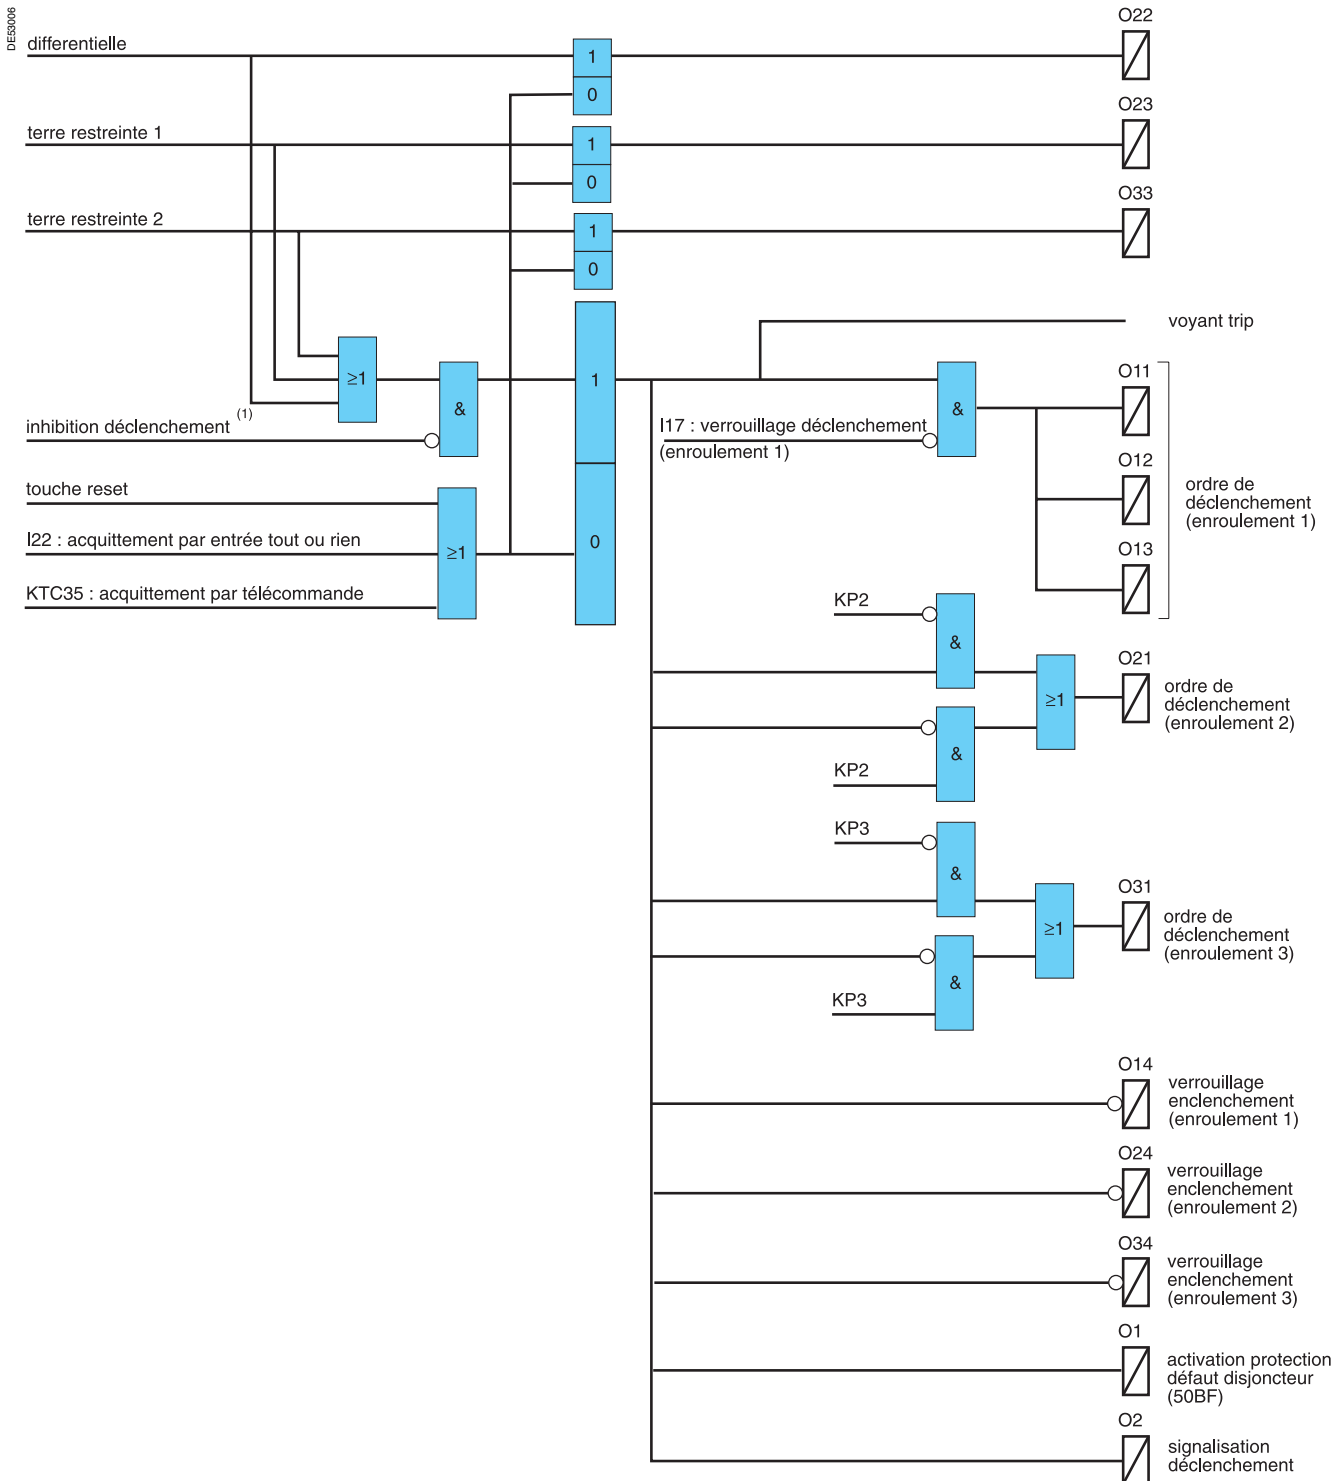 DE53006
differentielle
1
0
O22
terre restreinte 1
1
0
O23
terre restreinte 2
1
0
O33
voyant trip
≥1
&
1
inhibition déclenchement (1)
I17 : verrouillage déclenchement
(enroulement 1)
&
O11
O12
O13
ordre de
déclenchement
(enroulement 1)
touche reset
I22 : acquittement par entrée tout ou rien
KTC35 : acquittement par télécommande
≥1
0
KP2
&
KP2
&
≥1
O21
ordre de
déclenchement
(enroulement 2)
KP3
&
KP3
&
≥1
O31
ordre de
déclenchement
(enroulement 3)
O14
verrouillage
enclenchement
(enroulement 1)
O24
verrouillage
enclenchement
(enroulement 2)
O34
verrouillage
enclenchement
(enroulement 3)
O1
activation protection
défaut disjoncteur
(50BF)
O2
signalisation
déclenchement